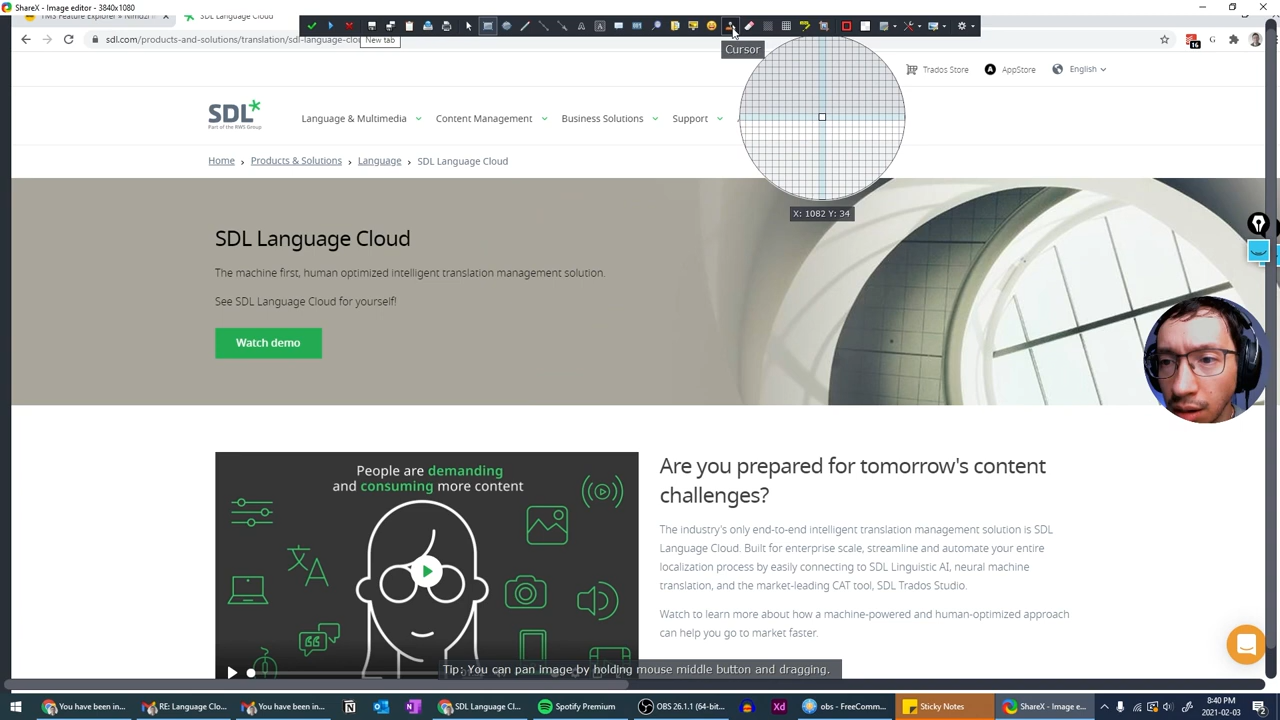 ShareX - Image editor - 3840x1080
TMS Feature Explorer » Nimdzi
SDL Language Cloud
oducts-and-solutions/translation/sdl-language-clo
New tab
Cursor
16
Trados Store
AppStore
English
SDL*
Part of the RWS Group
Language & Multimedia
Content Management
Business Solutions
Support
X: 1082 Y: 34
Home > Products & Solutions > Language > SDL Language Cloud
SDL Language Cloud
The machine first, human optimized intelligent translation management solution.
See SDL Language Cloud for yourself!
Watch demo
People are demanding
and consuming more content
Are you prepared for tomorrow's content
challenges?
The industry's only end-to-end intelligent translation management solution is SDL
Language Cloud. Built for enterprise scale, streamline and automate your entire
localization process by easily connecting to SDL Linguistic AI, neural machine
translation, and the market-leading CAT tool, SDL Trados Studio.
Watch to learn more about how a machine-powered and human-optimized approach
can help you go to market faster.
Tip: You can pan image by holding mouse middle button and dragging.
You have been in...
RE: Language Clo...
You have been in...
SDL Language Cl...
Spotify Premium
OBS 26.1.1 (64-bit...
Xd
obs - FreeComm...
Sticky Notes
ShareX - Image e...
8:40 PM
2021-02-03
2